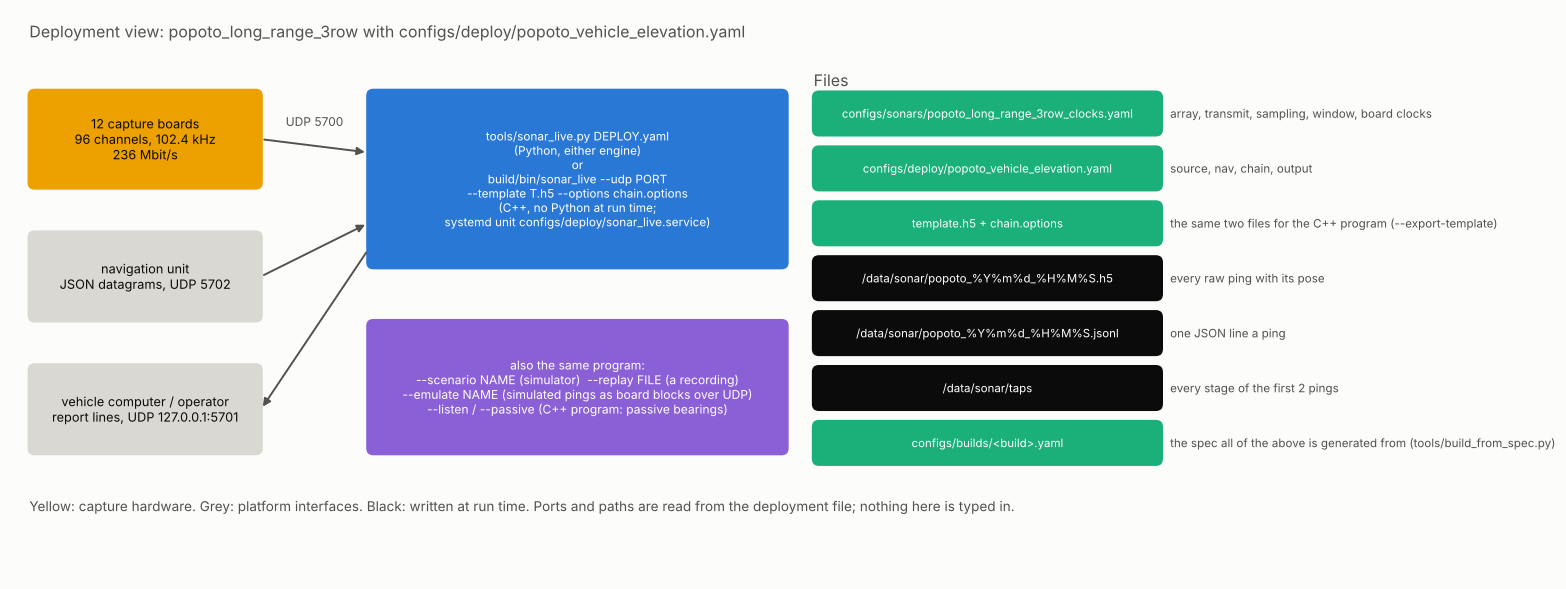 Deployment view: popoto_long_range_3row with configs/deploy/popoto_vehicle_elevation.yaml
12 capture boards
96 channels, 102.4 kHz
236 Mbit/s
UDP 5700
navigation unit
JSON datagrams, UDP 5702
vehicle computer / operator
report lines, UDP 127.0.0.1:5701
tools/sonar_live.py DEPLOY.yaml
(Python, either engine)
or
build/bin/sonar_live --udp PORT
--template T.h5 --options chain.options
(C++, no Python at run time;
systemd unit configs/deploy/sonar_live.service)
also the same program:
--scenario NAME (simulator)  --replay FILE (a recording)
--emulate NAME (simulated pings as board blocks over UDP)
--listen / --passive (C++ program: passive bearings)
Files
configs/sonars/popoto_long_range_3row_clocks.yaml
array, transmit, sampling, window, board clocks
configs/deploy/popoto_vehicle_elevation.yaml
source, nav, chain, output
template.h5 + chain.options
the same two files for the C++ program (--export-template)
/data/sonar/popoto_%Y%m%d_%H%M%S.h5
every raw ping with its pose
/data/sonar/popoto_%Y%m%d_%H%M%S.jsonl
one JSON line a ping
/data/sonar/taps
every stage of the first 2 pings
configs/builds/<build>.yaml
the spec all of the above is generated from (tools/build_from_spec.py)
Yellow: capture hardware. Grey: platform interfaces. Black: written at run time. Ports and paths are read from the deployment file; nothing here is typed in.